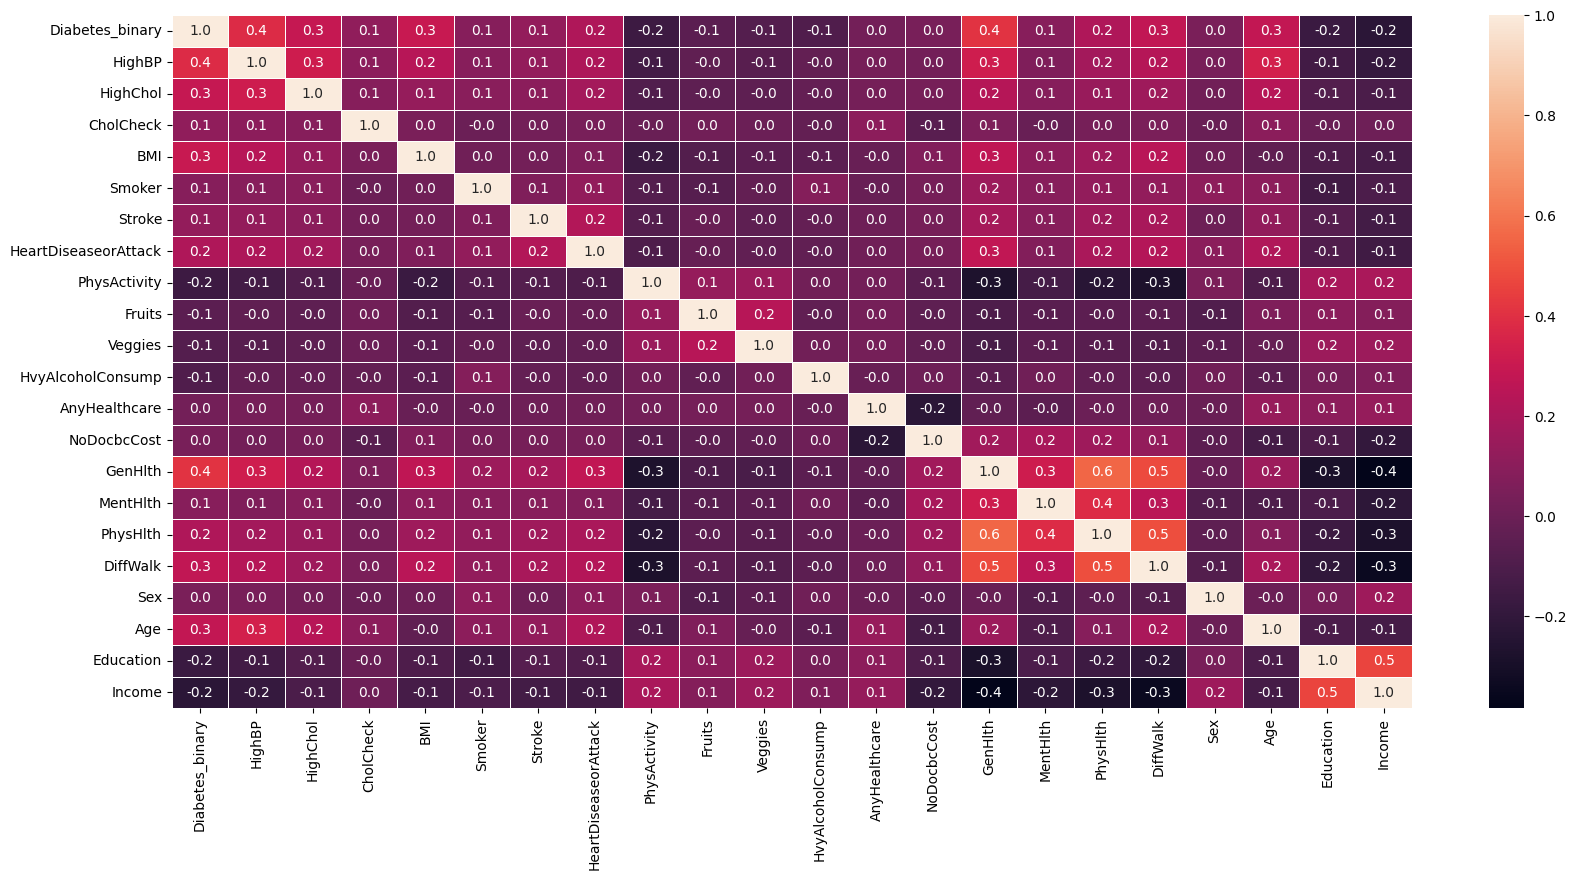 Diabetes_binary 1.0 0.4 0.3 0.1 0.3 0.1 0.1 0.2 -0.2 -0.1 -0.1 -0.1 0.0 0.0 0.4 0.1 0.2 0.3 0.0 0.3 -0.2 -0.2
HighBP 0.4 1.0 0.3 0.1 0.2 0.1 0.1 0.2 -0.1 -0.0 -0.1 -0.0 0.0 0.0 0.3 0.1 0.2 0.2 0.0 0.3 -0.1 -0.2
HighChol 0.3 0.3 1.0 0.1 0.1 0.1 0.1 0.2 -0.1 -0.0 -0.0 -0.0 0.0 0.0 0.2 0.1 0.1 0.2 0.0 0.2 -0.1 -0.1
CholCheck 0.1 0.1 0.1 1.0 0.0 -0.0 0.0 0.0 -0.0 0.0 0.0 -0.0 0.1 -0.1 0.1 -0.0 0.0 0.0 -0.0 0.1 -0.0 0.0
BMI 0.3 0.2 0.1 0.0 1.0 0.0 0.0 0.1 -0.2 -0.1 -0.1 -0.1 -0.0 0.1 0.3 0.1 0.2 0.2 0.0 -0.0 -0.1 -0.1
Smoker 0.1 0.1 0.1 -0.0 0.0 1.0 0.1 0.1 -0.1 -0.1 -0.0 0.1 -0.0 0.0 0.2 0.1 0.1 0.1 0.1 0.1 -0.1 -0.1
Stroke 0.1 0.1 0.1 0.0 0.0 0.1 1.0 0.2 -0.1 -0.0 -0.0 -0.0 0.0 0.0 0.2 0.1 0.2 0.2 0.0 0.1 -0.1 -0.1
HeartDiseaseorAttack 0.2 0.2 0.2 0.0 0.1 0.1 0.2 1.0 -0.1 -0.0 -0.0 -0.0 0.0 0.0 0.3 0.1 0.2 0.2 0.1 0.2 -0.1 -0.1
PhysActivity -0.2 -0.1 -0.1 -0.0 -0.2 -0.1 -0.1 -0.1 1.0 0.1 0.1 0.0 0.0 -0.1 -0.3 -0.1 -0.2 -0.3 0.1 -0.1 0.2 0.2
Fruits -0.1 -0.0 -0.0 0.0 -0.1 -0.1 -0.0 -0.0 0.1 1.0 0.2 -0.0 0.0 -0.0 -0.1 -0.1 -0.0 -0.1 -0.1 0.1 0.1 0.1
Veggies -0.1 -0.1 -0.0 0.0 -0.1 -0.0 -0.0 -0.0 0.1 0.2 1.0 0.0 0.0 -0.0 -0.1 -0.1 -0.1 -0.1 -0.1 -0.0 0.2 0.2
HvyAlcoholConsump -0.1 -0.0 -0.0 -0.0 -0.1 0.1 -0.0 -0.0 0.0 -0.0 0.0 1.0 -0.0 0.0 -0.1 0.0 -0.0 -0.0 0.0 -0.1 0.0 0.1
AnyHealthcare 0.0 0.0 0.0 0.1 -0.0 -0.0 0.0 0.0 0.0 0.0 0.0 -0.0 1.0 -0.2 -0.0 -0.1 -0.0 0.0 -0.0 0.1 0.1 0.1
NoDocbcCost 0.0 0.0 0.0 -0.1 0.1 0.0 0.0 0.0 -0.1 -0.0 -0.0 0.0 -0.2 1.0 0.2 0.2 0.2 0.1 -0.0 -0.1 -0.1 -0.2
GenHlth 0.4 0.3 0.2 0.1 0.3 0.2 0.2 0.3 -0.3 -0.1 -0.1 -0.1 -0.0 0.2 1.0 0.3 0.6 0.5 -0.0 0.2 -0.3 -0.4
MentHlth 0.1 0.1 0.1 -0.0 0.1 0.1 0.1 0.1 -0.1 -0.1 -0.1 0.0 -0.1 0.2 0.3 1.0 0.4 0.3 -0.1 -0.1 -0.1 -0.2
PhysHlth 0.2 0.2 0.1 0.0 0.2 0.1 0.2 0.2 -0.2 -0.0 -0.1 -0.0 -0.0 0.2 0.6 0.4 1.0 0.5 -0.0 0.1 -0.2 -0.3
DiffWalk 0.3 0.2 0.2 0.0 0.2 0.1 0.2 0.2 -0.3 -0.1 -0.1 -0.0 0.0 0.1 0.5 0.3 0.5 1.0 -0.1 0.2 -0.2 -0.3
Sex 0.0 0.0 0.0 -0.0 0.0 0.1 0.0 0.1 0.1 -0.1 -0.1 0.0 -0.0 -0.0 -0.0 -0.1 -0.0 -0.1 1.0 -0.0 0.0 0.2
Age 0.3 0.3 0.2 0.1 -0.0 0.1 0.1 0.2 -0.1 0.1 -0.0 -0.1 0.1 -0.1 0.2 -0.1 0.1 0.2 -0.0 1.0 -0.1 -0.1
Education -0.2 -0.1 -0.1 -0.0 -0.1 -0.1 -0.1 -0.1 0.2 0.1 0.2 0.0 0.1 -0.1 -0.3 -0.1 -0.2 -0.2 0.0 -0.1 1.0 0.5
Income -0.2 -0.2 -0.1 0.0 -0.1 -0.1 -0.1 -0.1 0.2 0.1 0.2 0.1 0.1 -0.2 -0.4 -0.2 -0.3 -0.3 0.2 -0.1 0.5 1.0
Diabetes_binary
HighBP
HighChol
CholCheck
BMI
Smoker
Stroke
HeartDiseaseorAttack
PhysActivity
Fruits
Veggies
HvyAlcoholConsump
AnyHealthcare
NoDocbcCost
GenHlth
MentHlth
PhysHlth
DiffWalk
Sex
Age
Education
Income
1.0
0.8
0.6
0.4
0.2
0.0
−0.2